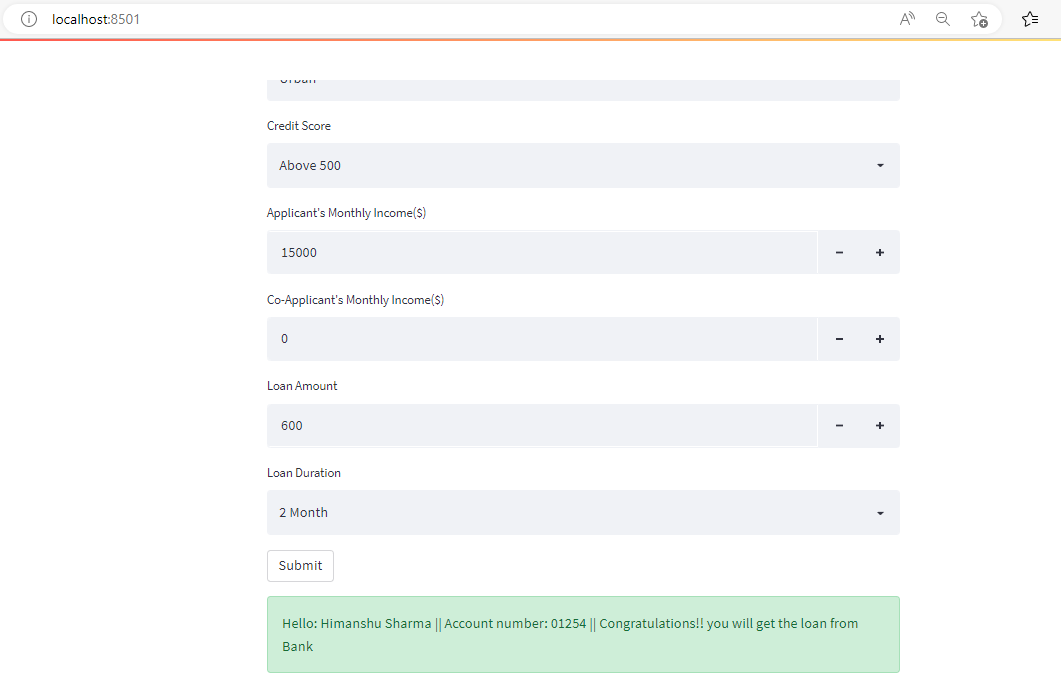 localhost:8501
Urban
Credit Score
Above 500
Applicant's Monthly Income($)
15000
Co-Applicant's Monthly Income($)
0
Loan Amount
600
Loan Duration
2 Month
Submit
Hello: Himanshu Sharma || Account number: 01254 || Congratulations!! you will get the loan from
Bank